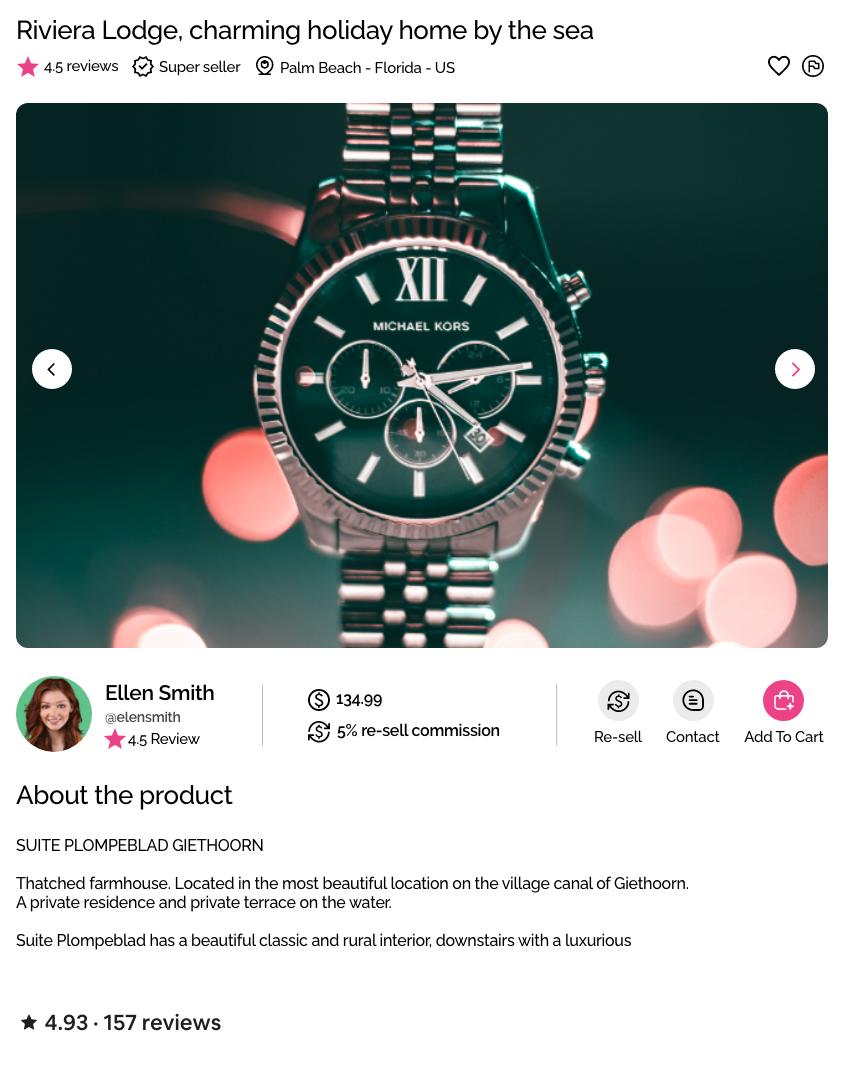 Riviera Lodge, charming holiday home by the sea
4.5 reviews Super seller Palm Beach - Florida - US
XII
MICHAEL KORS
24
20 10
30
Ellen Smith
@elensmith
4.5 Review
134.99
5% re-sell commission
Re-sell Contact Add To Cart
About the product
SUITE PLOMPEBLAD GIETHOORN
Thatched farmhouse. Located in the most beautiful location on the village canal of Giethoorn.
A private residence and private terrace on the water.
Suite Plompeblad has a beautiful classic and rural interior, downstairs with a luxurious
4.93 · 157 reviews